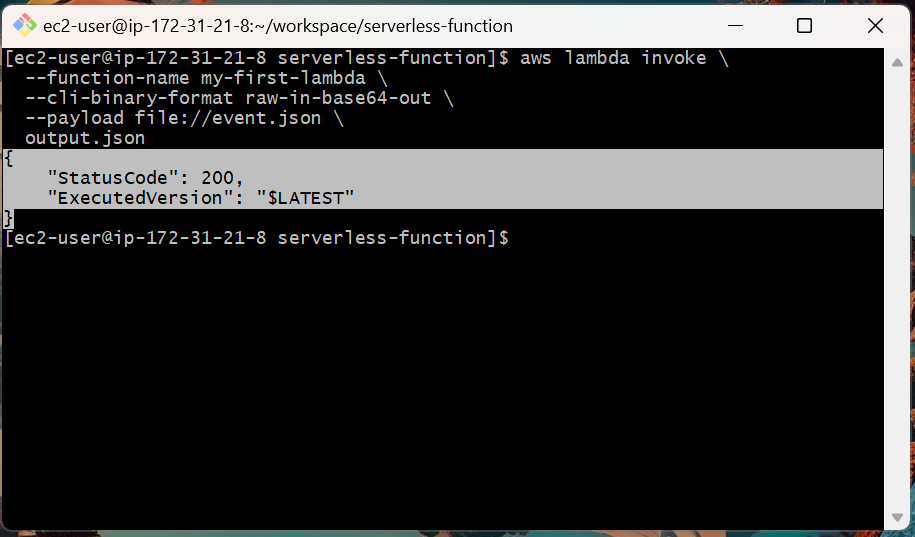 ec2-user@ip-172-31-21-8:~/workspace/serverless-function
[ec2-user@ip-172-31-21-8 serverless-function]$ aws lambda invoke \
  --function-name my-first-lambda \
  --cli-binary-format raw-in-base64-out \
  --payload file://event.json \
  output.json
{
    "StatusCode": 200,
    "ExecutedVersion": "$LATEST"
}
[ec2-user@ip-172-31-21-8 serverless-function]$